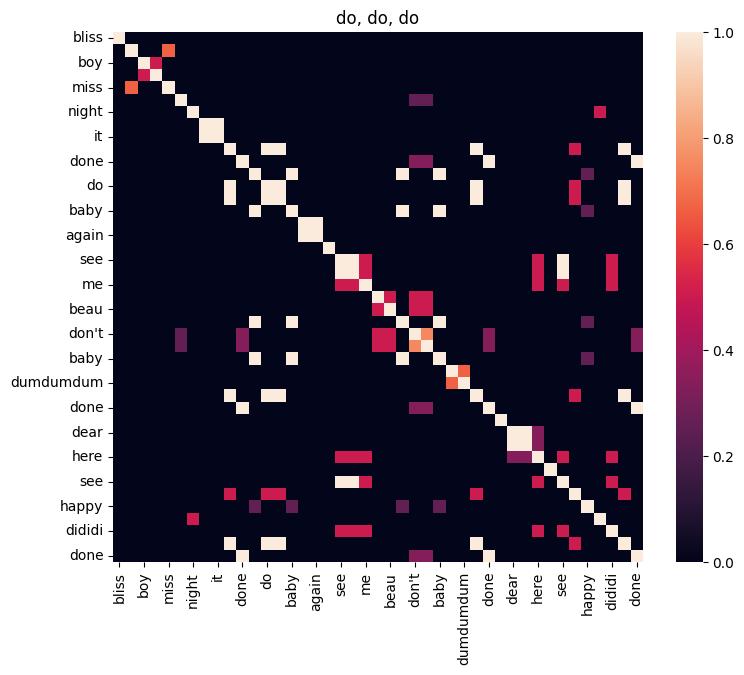 do, do, do
bliss
boy
miss
night
it
done
do
baby
again
see
me
beau
don't
baby
dumdumdum
done
dear
here
see
happy
dididi
done
1.0
0.8
0.6
0.4
0.2
0.0
bliss
boy
miss
night
it
done
do
baby
again
see
me
beau
don't
baby
dumdumdum
done
dear
here
see
happy
dididi
done